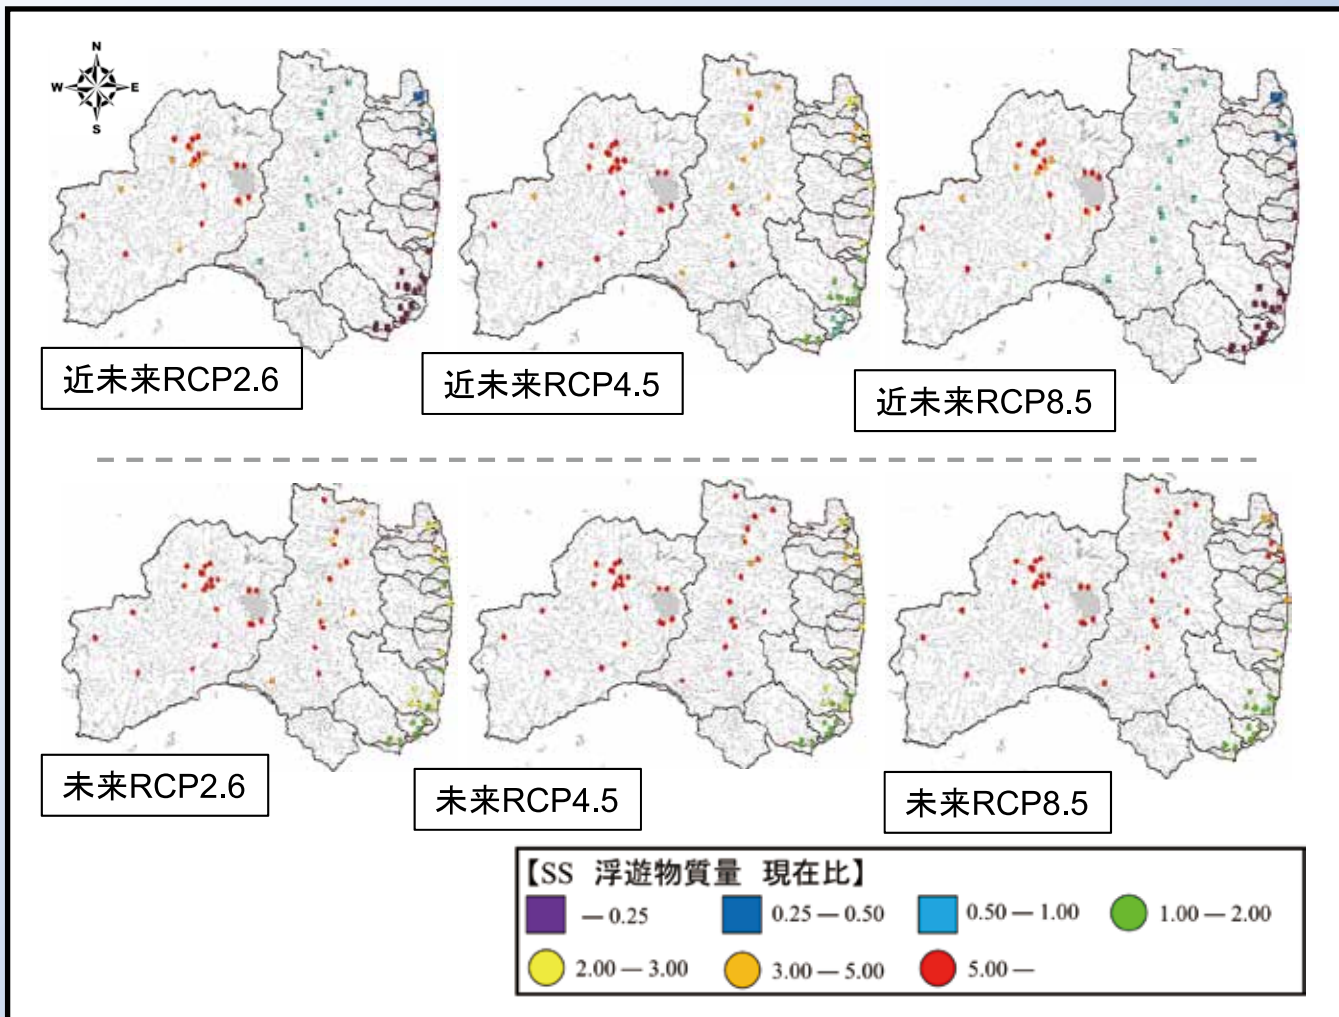 N
W E
S
近未来RCP2.6
近未来RCP4.5
近未来RCP8.5
未来RCP2.6
未来RCP4.5
未来RCP8.5
【SS 浮遊物質量 現在比】
— 0.25
0.25 — 0.50
0.50 — 1.00
1.00 — 2.00
2.00 — 3.00
3.00 — 5.00
5.00 —